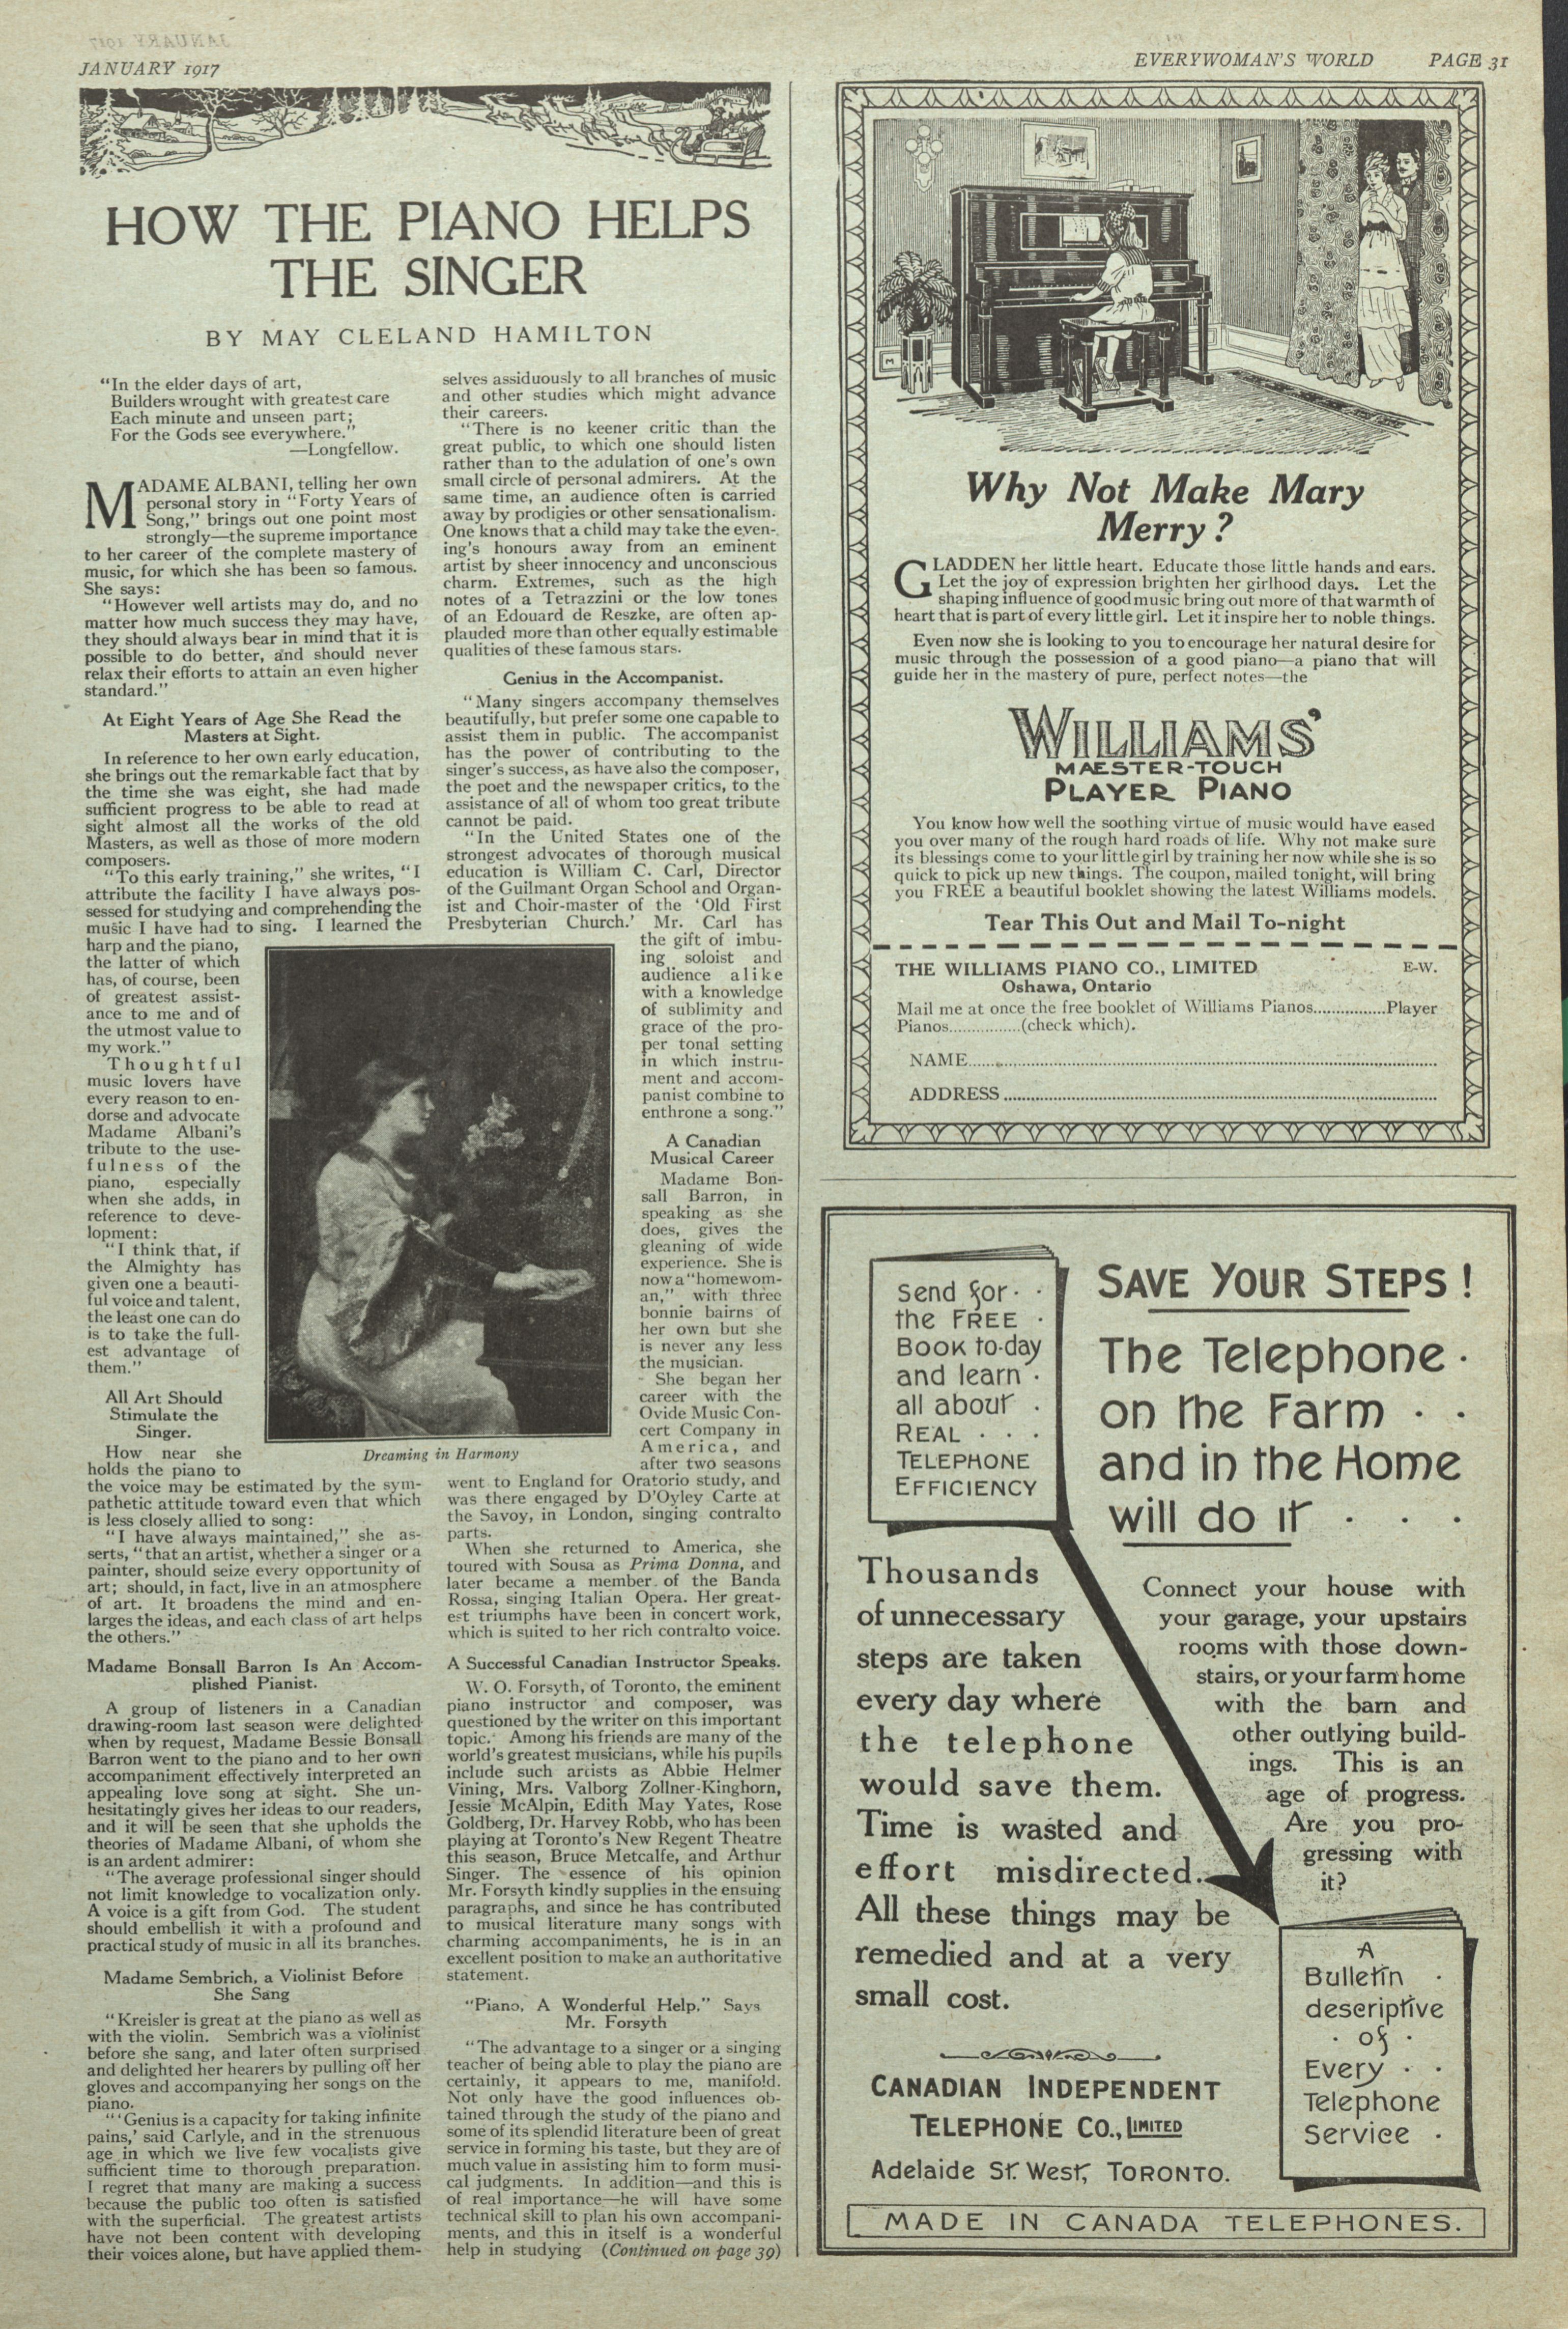 JANUARY 1917
EVERYWOMAN'S WORLD PAGE 31
HOW THE PIANO HELPS
THE SINGER
BY MAY CLELAND HAMILTON
"In the elder days of art,
Builders wrought with greatest care
Each minute and unseen part;
For the Gods see everywhere."
—Longfellow.
MADAME ALBANI, telling her own
personal story in "Forty Years of
Song," brings out one point most
strongly—the supreme importance
to her career of the complete mastery of
music, for which she has been so famous.
She says:
"However well artists may do, and no
matter how much success they may have,
they should always bear in mind that it is
possible to do better, and should never
relax their efforts to attain an even higher
standard."
At Eight Years of Age She Read the
Masters at Sight.
In reference to her own early education,
she brings out the remarkable fact that by
the time she was eight, she had made
sufficient progress to be able to read at
sight almost all the works of the old
Masters, as well as those of more modern
composers.
"To this early training," she writes, "I
attribute the facility I have always pos-
sessed for studying and comprehending the
music I have had to sing. I learned the
harp and the piano,
the latter of which
has, of course, been
of greatest assist-
ance to me and of
the utmost value to
my work."
Thoughtful
music lovers have
every reason to en-
dorse and advocate
Madame Albani's
tribute to the use-
fulness of the
piano, especially
when she adds, in
reference to deve-
lopment:
"I think that, if
the Almighty has
given one a beauti-
ful voice and talent,
the least one can do
is to take the full-
est advantage of
them."
All Art Should
Stimulate the
Singer.
How near she
holds the piano to
the voice may be estimated by the sym-
pathetic attitude toward even that which
is less closely allied to song:
"I have always maintained," she as-
serts, "that an artist, whether a singer or a
painter, should seize every opportunity of
art; should, in fact, live in an atmosphere
of art. It broadens the mind and en-
larges the ideas, and each class of art helps
the others."
Madame Bonsall Barron Is An Accom-
plished Pianist.
A group of listeners in a Canadian
drawing-room last season were delighted
when by request, Madame Bessie Bonsall
Barron went to the piano and to her own
accompaniment effectively interpreted an
appealing love song at sight. She un-
hesitatingly gives her ideas to our readers,
and it will be seen that she upholds the
theories of Madame Albani, of whom she
is an ardent admirer:
"The average professional singer should
not limit knowledge to vocalization only.
A voice is a gift from God. The student
should embellish it with a profound and
practical study of music in all its branches.
Madame Sembrich, a Violinist Before
She Sang
"Kreisler is great at the piano as well as
with the violin. Sembrich was a violinist
before she sang, and later often surprised
and delighted her hearers by pulling off her
gloves and accompanying her songs on the
piano.
"'Genius is a capacity for taking infinite
pains,' said Carlyle, and in the strenuous
age in which we live few vocalists give
sufficient time to thorough preparation.
I regret that many are making a success
because the public too often is satisfied
with the superficial. The greatest artists
have not been content with developing
their voices alone, but have applied them-
selves assiduously to all branches of music
and other studies which might advance
their careers.
"There is no keener critic than the
great public, to which one should listen
rather than to the adulation of one's own
small circle of personal admirers. At the
same time, an audience often is carried
away by prodigies or other sensationalism.
One knows that a child may take the even-
ing's honours away from an eminent
artist by sheer innocency and unconscious
charm. Extremes, such as the high
notes of a Tetrazzini or the low tones
of an Edouard de Reszke, are often ap-
plauded more than other equally estimable
qualities of these famous stars.
Genius in the Accompanist.
"Many singers accompany themselves
beautifully, but prefer some one capable to
assist them in public. The accompanist
has the power of contributing to the
singer's success, as have also the composer,
the poet and the newspaper critics, to the
assistance of all of whom too great tribute
cannot be paid.
"In the United States one of the
strongest advocates of thorough musical
education is William C. Carl, Director
of the Guilmant Organ School and Organ-
ist and Choir-master of the 'Old First
Presbyterian Church.' Mr. Carl has
the gift of imbu-
ing soloist and
audience alike
with a knowledge
of sublimity and
grace of the pro-
per tonal setting
in which instru-
ment and accom-
panist combine to
enthrone a song."
A Canadian
Musical Career
Madame Bon-
sall Barron, in
speaking as she
does, gives the
gleaning of wide
experience. She is
now a "homewom-
an," with three
bonnie bairns of
her own but she
is never any less
the musician.
She began her
career with the
Ovide Music Con-
cert Company in
America, and
after two seasons
went to England for Oratorio study, and
was there engaged by D'Oyley Carte at
the Savoy, in London, singing contralto
parts.
When she returned to America, she
toured with Sousa as Prima Donna, and
later became a member of the Banda
Rossa, singing Italian Opera. Her great-
est triumphs have been in concert work,
which is suited to her rich contralto voice.
A Successful Canadian Instructor Speaks.
W. O. Forsyth, of Toronto, the eminent
piano instructor and composer, was
questioned by the writer on this important
topic. Among his friends are many of the
world's greatest musicians, while his pupils
include such artists as Abbie Helmer
Vining, Mrs. Valborg Zollner-Kinghorn,
Jessie McAlpin, Edith May Yates, Rose
Goldberg, Dr. Harvey Robb, who has been
playing at Toronto's New Regent Theatre
this season, Bruce Metcalfe, and Arthur
Singer. The essence of his opinion
Mr. Forsyth kindly supplies in the ensuing
paragraphs, and since he has contributed
to musical literature many songs with
charming accompaniments, he is in an
excellent position to make an authoritative
statement.
"Piano, A Wonderful Help." Says
Mr. Forsyth
"The advantage to a singer or a singing
teacher of being able to play the piano are
certainly, it appears to me, manifold.
Not only have the good influences ob-
tained through the study of the piano and
some of its splendid literature been of great
service in forming his taste, but they are of
much value in assisting him to form musi-
cal judgments. In addition—and this is
of real importance—he will have some
technical skill to plan his own accompani-
ments, and this in itself is a wonderful
help in studying (Continued on page 39)
Dreaming in Harmony
Why Not Make Mary
Merry?
GLADDEN her little heart. Educate those little hands and ears.
Let the joy of expression brighten her girlhood days. Let the
shaping influence of good music bring out more of that warmth of
heart that is part of every little girl. Let it inspire her to noble things.
Even now she is looking to you to encourage her natural desire for
music through the possession of a good piano—a piano that will
guide her in the mastery of pure, perfect notes—the
WILLIAMS'
MAESTER-TOUCH
PLAYER PIANO
You know how well the soothing virtue of music would have eased
you over many of the rough hard roads of life. Why not make sure
its blessings come to your little girl by training her now while she is so
quick to pick up new things. The coupon, mailed tonight, will bring
you FREE a beautiful booklet showing the latest Williams models.
Tear This Out and Mail To-night
THE WILLIAMS PIANO CO., LIMITED E-W.
Oshawa, Ontario
Mail me at once the free booklet of Williams Pianos...............Player
Pianos...............(check which).
NAME...............
ADDRESS...............
Send for
the FREE
BOOK to-day
and learn
all about
REAL
TELEPHONE
EFFICIENCY
SAVE YOUR STEPS!
The Telephone
on the Farm
and in the Home
will do it
Thousands
of unnecessary
steps are taken
every day where
the telephone
would save them.
Time is wasted and
effort misdirected.
All these things may be
remedied and at a very
small cost.
Connect your house with
your garage, your upstairs
rooms with those down-
stairs, or your farm home
with the barn and
other outlying build-
ings. This is an
age of progress.
Are you pro-
gressing with
it?
A
Bulletin
descriptive
of
Every
Telephone
Service
CANADIAN INDEPENDENT
TELEPHONE CO., LIMITED
Adelaide St. West, TORONTO.
MADE IN CANADA TELEPHONES.